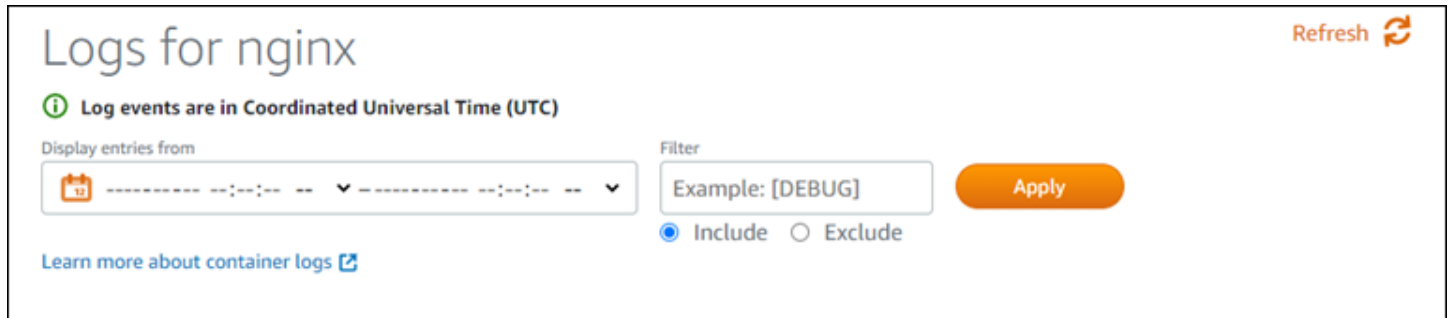 Logs for nginx
Refresh
Log events are in Coordinated Universal Time (UTC)
Display entries from
Filter
12 ---------- --:--:-- -- – ---------- --:--:-- --
Example: [DEBUG]
Apply
Include Exclude
Learn more about container logs